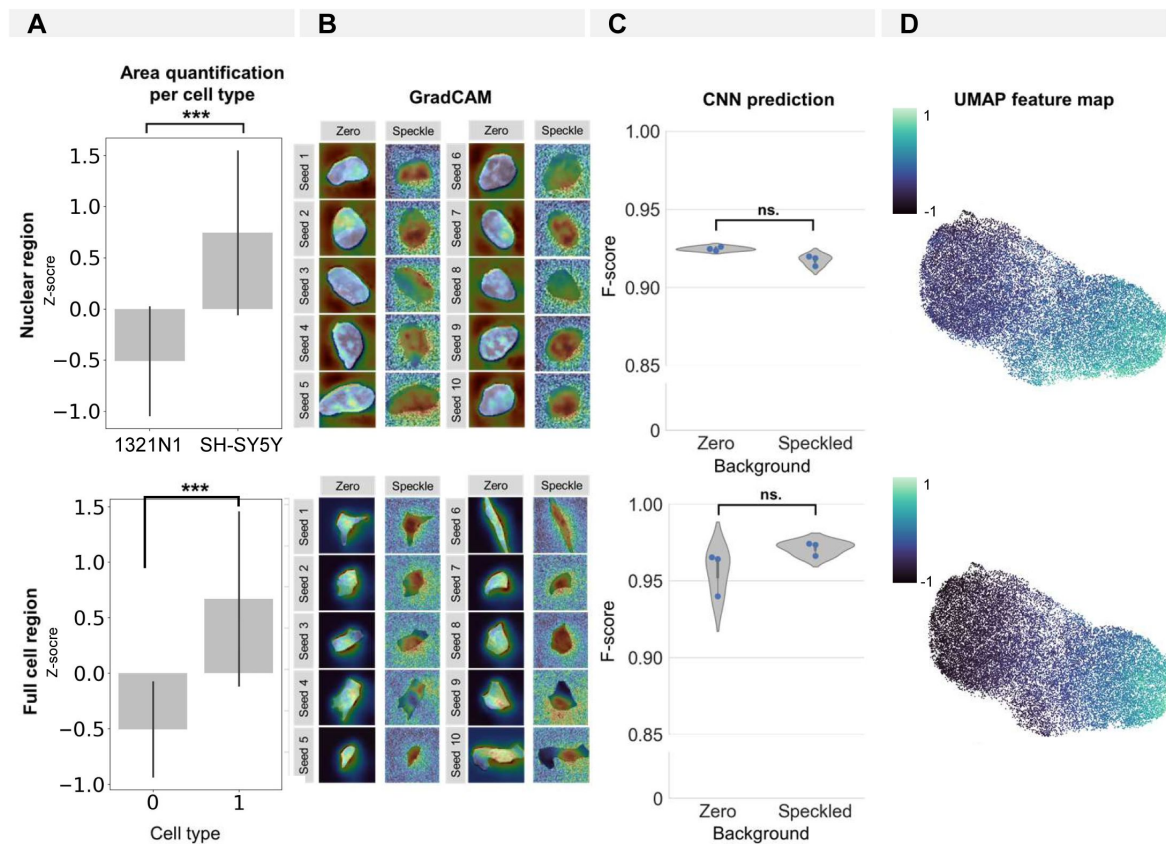 A
B
C
D
Area quantification
per cell type
***
Nuclear region
Z-socre
1.5
1.0
0.5
0.0
−0.5
−1.0
1321N1 SH-SY5Y
GradCAM
Zero Speckle Zero Speckle
Seed 1 Seed 6
Seed 2 Seed 7
Seed 3 Seed 8
Seed 4 Seed 9
Seed 5 Seed 10
CNN prediction
F-score
1.00
0.95
0.90
0.85
0
ns.
Zero Speckled
Background
UMAP feature map
1
-1
***
Full cell region
Z-socre
1.5
1.0
0.5
0.0
−0.5
−1.0
0 1
Cell type
Zero Speckle Zero Speckle
Seed 1 Seed 6
Seed 2 Seed 7
Seed 3 Seed 8
Seed 4 Seed 9
Seed 5 Seed 10
F-score
1.00
0.95
0.90
0.85
0
ns.
Zero Speckled
Background
1
-1